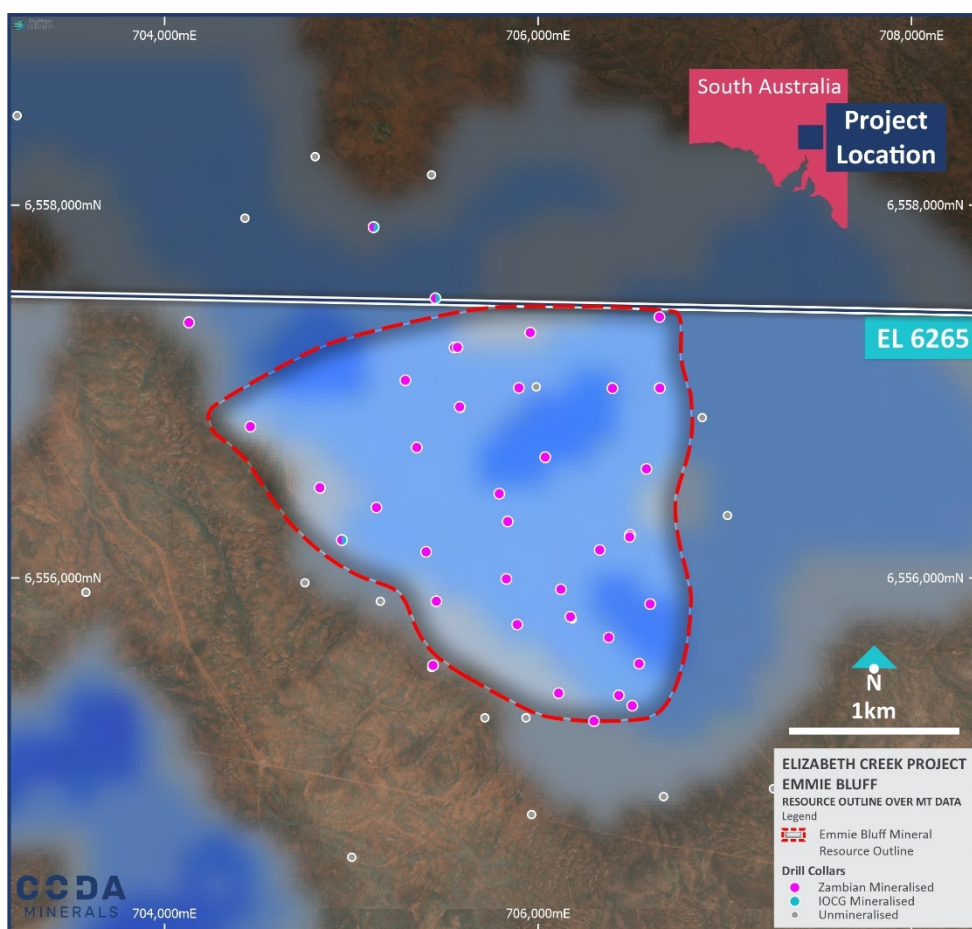 704,000mE
706,000mE
708,000mE
South Australia
Project
Location
6,558,000mN
6,558,000mN
EL 6265
6,556,000mN
6,556,000mN
N
1km
ELIZABETH CREEK PROJECT
EMMIE BLUFF
RESOURCE OUTLINE OVER MT DATA
Legend
Emmie Bluff Mineral
Resource Outline
Drill Collars
Zambian Mineralised
IOCG Mineralised
Unmineralised
CODA
MINERALS
704,000mE
706,000mE